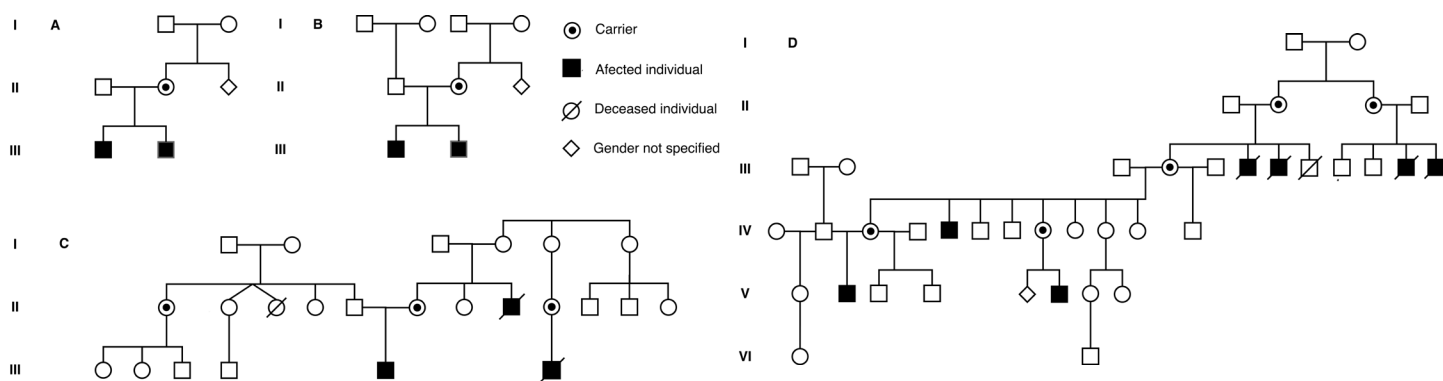 I A
II
III
I B
II
III
Carrier
Afected individual
Deceased individual
Gender not specified
I C
II
III
I D
II
III
IV
V
VI